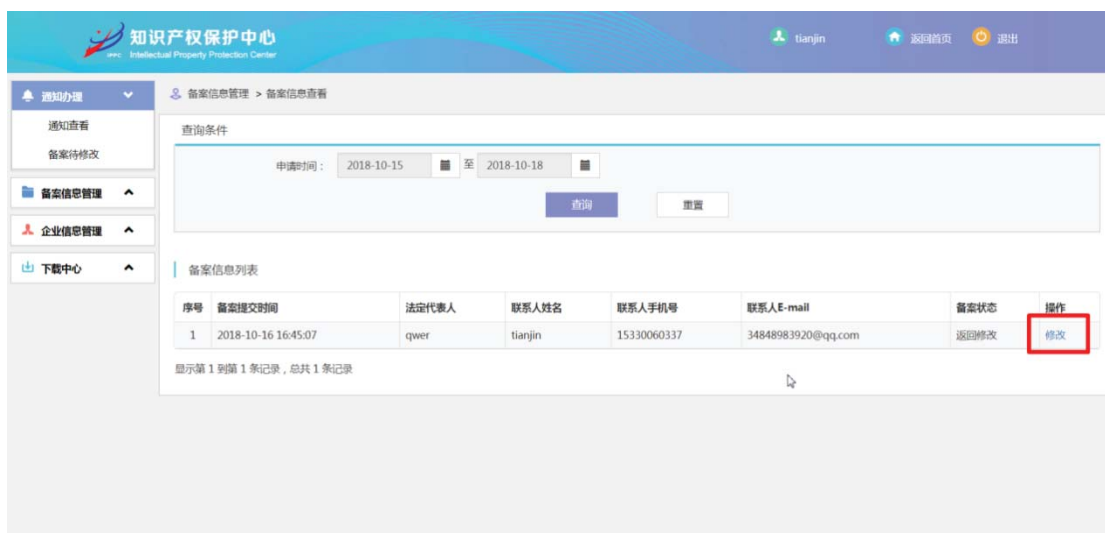 知识产权保护中心
IPPC Intellectual Property Protection Center
tianjin 返回首页 退出
通知办理
通知查看
备案待修改
备案信息管理
企业信息管理
下载中心
备案信息管理 > 备案信息查看
查询条件
申请时间： 2018-10-15 至 2018-10-18
查询 重置
备案信息列表
序号 备案提交时间 法定代表人 联系人姓名 联系人手机号 联系人E-mail 备案状态 操作
1 2018-10-16 16:45:07 qwer tianjin 15330060337 34848983920@qq.com 返回修改 修改
显示第 1 到第 1 条记录，总共 1 条记录